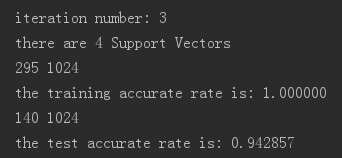 iteration number: 3
there are 4 Support Vectors
295 1024
the training accurate rate is: 1.000000
140 1024
the test accurate rate is: 0.942857